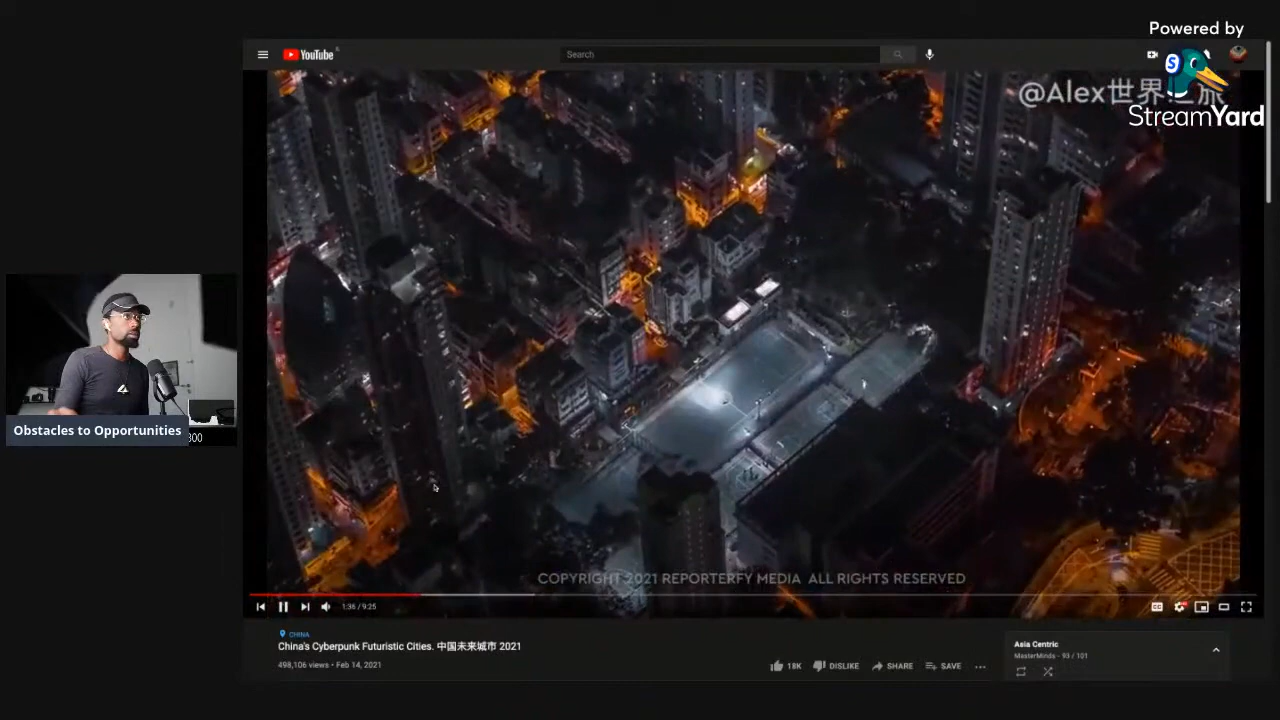 Powered by
StreamYard
YouTube
Search
@Alex世界之旅
Obstacles to Opportunities
300
COPYRIGHT 2021 REPORTERFY MEDIA ALL RIGHTS RESERVED
1:36 / 9:25
CHINA
China's Cyberpunk Futuristic Cities. 中国未来城市 2021
498,106 views • Feb 14, 2021
18K
DISLIKE
SHARE
SAVE
Asia Centric
MasterMinds - 93 / 101